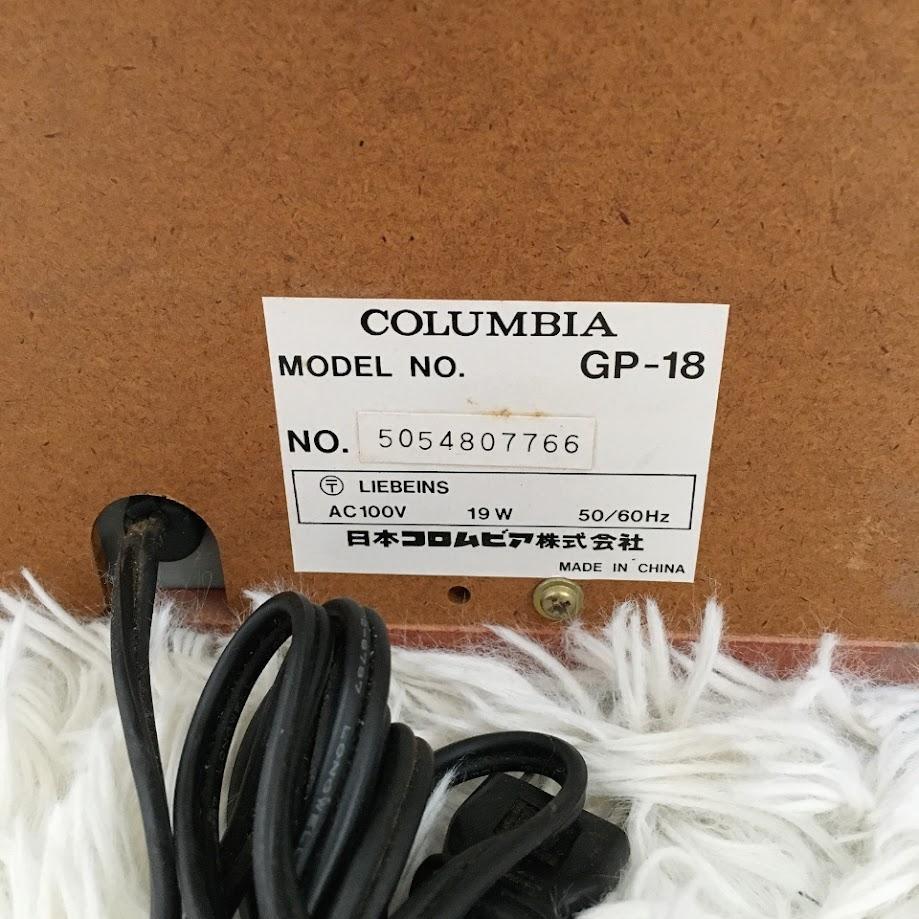 COLUMBIA
MODEL NO. GP-18
NO. 5054807766
〶 LIEBEINS
AC100V 19W 50/60Hz
日本コロムビア株式会社
MADE IN CHINA
LONGWELL